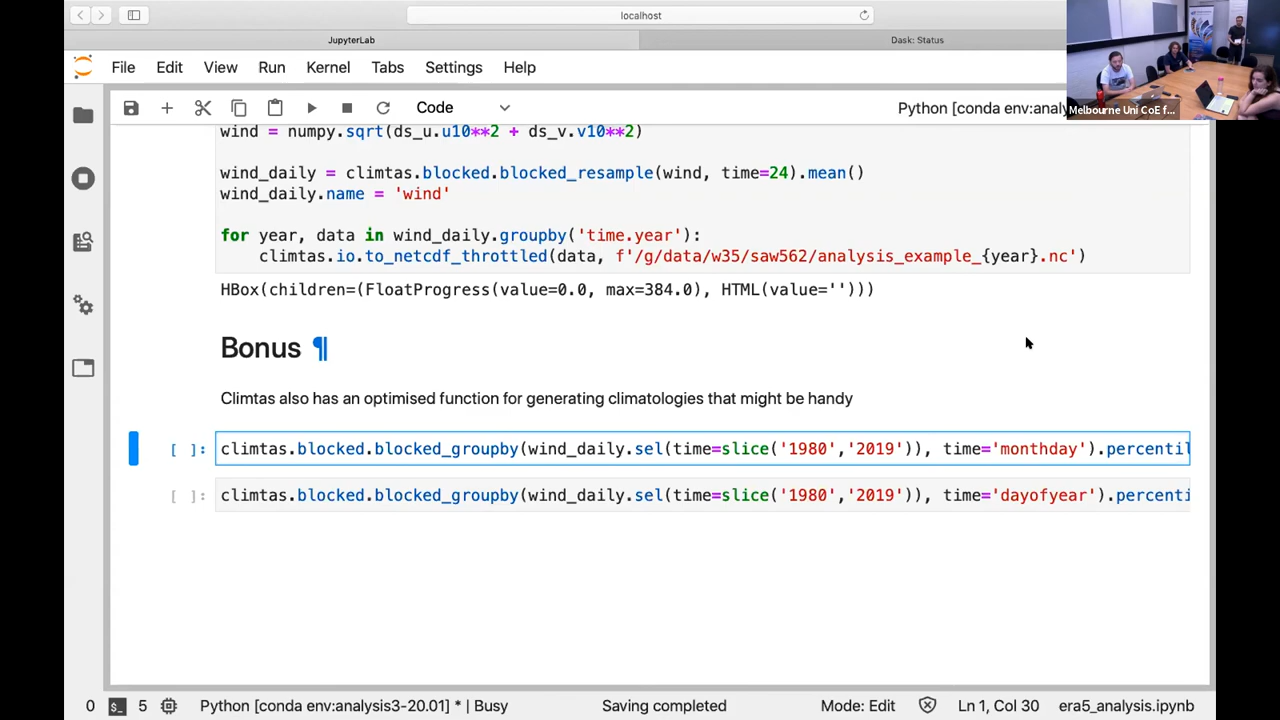 localhost
JupyterLab
Dask: Status
File Edit View Run Kernel Tabs Settings Help
Code
Python [conda env:analy
Melbourne Uni CoE f...
wind = numpy.sqrt(ds_u.u10**2 + ds_v.v10**2)
wind_daily = climtas.blocked.blocked_resample(wind, time=24).mean()
wind_daily.name = 'wind'
for year, data in wind_daily.groupby('time.year'):
climtas.io.to_netcdf_throttled(data, f'/g/data/w35/saw562/analysis_example_{year}.nc')
HBox(children=(FloatProgress(value=0.0, max=384.0), HTML(value='')))
Bonus ¶
Climtas also has an optimised function for generating climatologies that might be handy
[ ]: climtas.blocked.blocked_groupby(wind_daily.sel(time=slice('1980','2019')), time='monthday').percentil
[ ]: climtas.blocked.blocked_groupby(wind_daily.sel(time=slice('1980','2019')), time='dayofyear').percenti
0 $_ 5 Python [conda env:analysis3-20.01] * | Busy Saving completed Mode: Edit Ln 1, Col 30 era5_analysis.ipynb